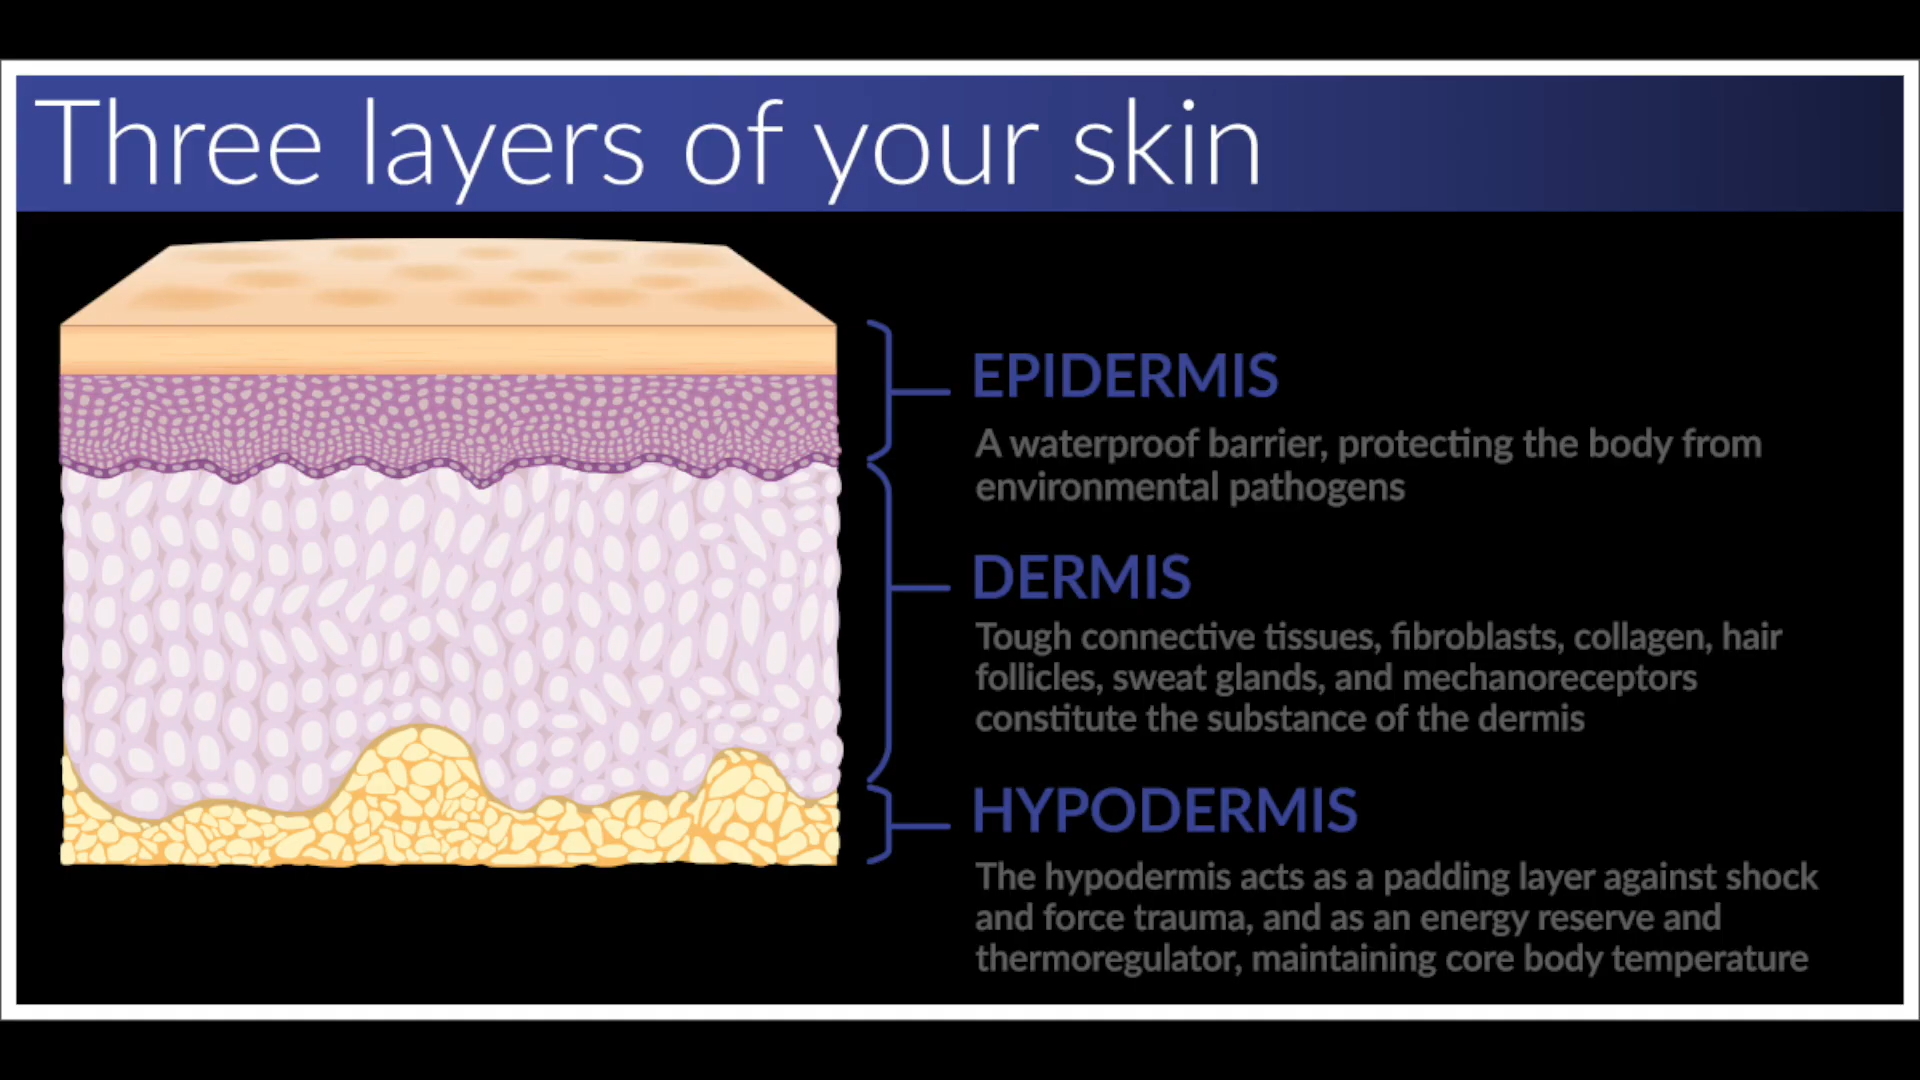 Three layers of your skin
EPIDERMIS
A waterproof barrier, protecting the body from
environmental pathogens
DERMIS
Tough connective tissues, fibroblasts, collagen, hair
follicles, sweat glands, and mechanoreceptors
constitute the substance of the dermis
HYPODERMIS
The hypodermis acts as a padding layer against shock
and force trauma, and as an energy reserve and
thermoregulator, maintaining core body temperature